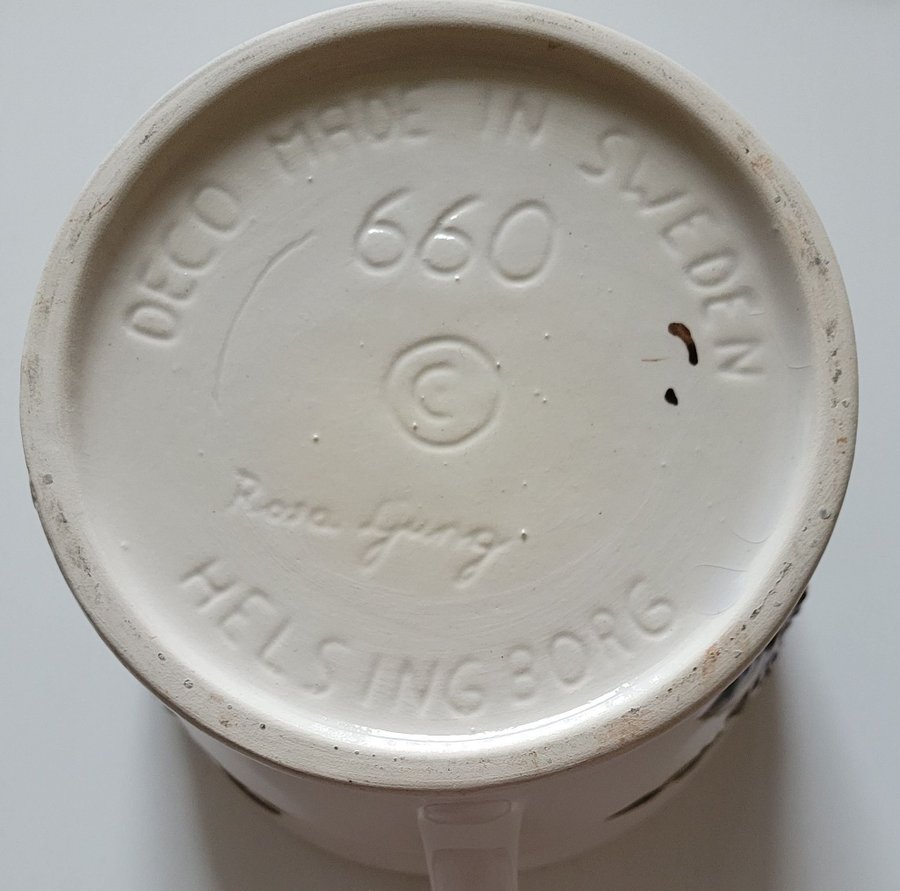 DECO MADE IN SWEDEN
660
©
Rosa Ljung
HELSINGBORG